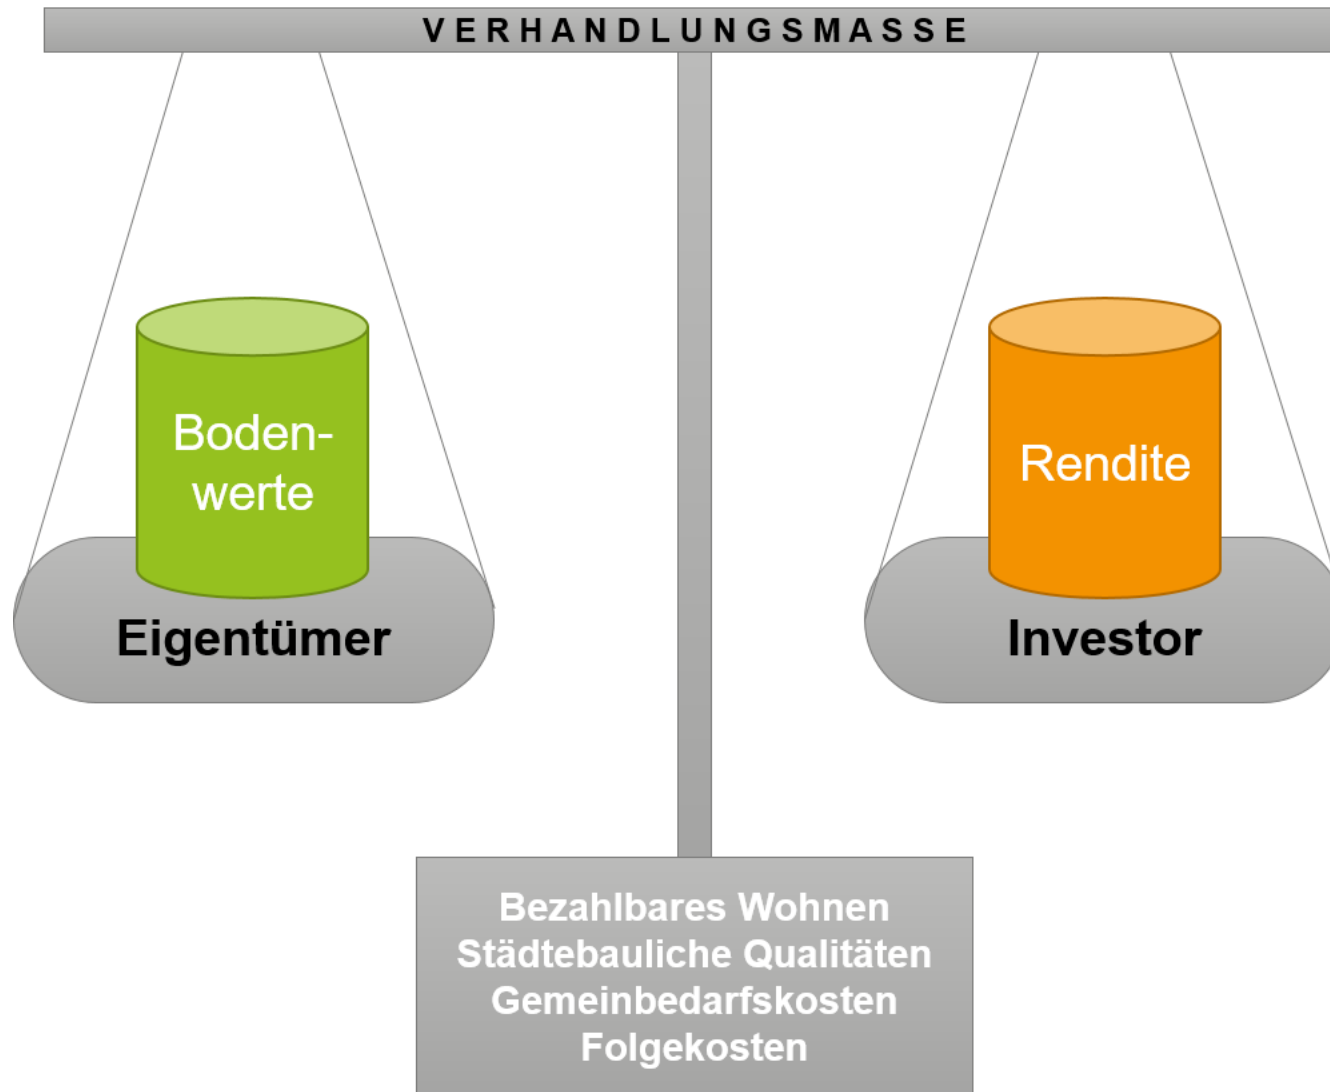 VERHANDLUNGSMASSE
Boden-
werte
Rendite
Eigentümer
Investor
Bezahlbares Wohnen
Städtebauliche Qualitäten
Gemeinbedarfskosten
Folgekosten